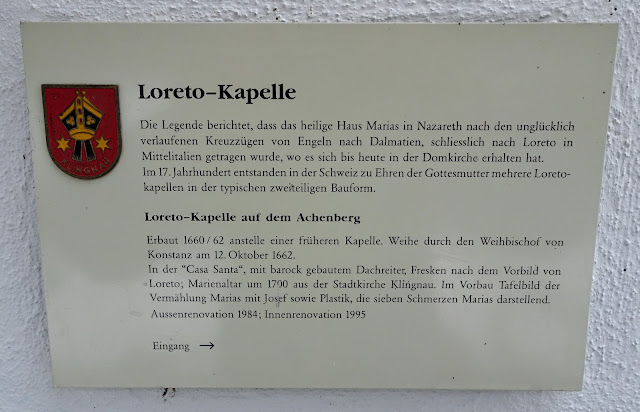 Loreto–Kapelle
Die Legende berichtet, dass das heilige Haus Marias in Nazareth nach den unglücklich
verlaufenen Kreuzzügen von Engeln nach Dalmatien, schliesslich nach Loreto in
Mittelitalien getragen wurde, wo es sich bis heute in der Domkirche erhalten hat.
Im 17. Jahrhundert entstanden in der Schweiz zu Ehren der Gottesmutter mehrere Loreto-
kapellen in der typischen zweiteiligen Bauform.
Loreto–Kapelle auf dem Achenberg
Erbaut 1660/62 anstelle einer früheren Kapelle. Weihe durch den Weihbischof von
Konstanz am 12. Oktober 1662.
In der "Casa Santa", mit barock gebautem Dachreiter, Fresken nach dem Vorbild von
Loreto; Marienaltar um 1700 aus der Stadtkirche Klingnau. Im Vorbau Tafelbild der
Vermählung Marias mit Josef sowie Plastik, die sieben Schmerzen Marias darstellend.
Aussenrenovation 1984; Innenrenovation 1995
Eingang →
KLINGNAU